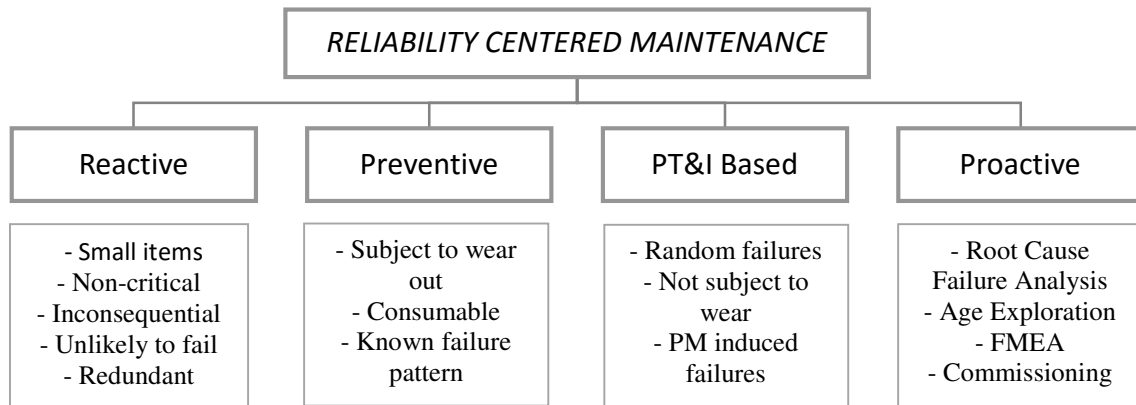 RELIABILITY CENTERED MAINTENANCE
Reactive
Preventive
PT&I Based
Proactive
- Small items
- Non-critical
- Inconsequential
- Unlikely to fail
- Redundant
- Subject to wear
out
- Consumable
- Known failure
pattern
- Random failures
- Not subject to
wear
- PM induced
failures
- Root Cause
Failure Analysis
- Age Exploration
- FMEA
- Commissioning